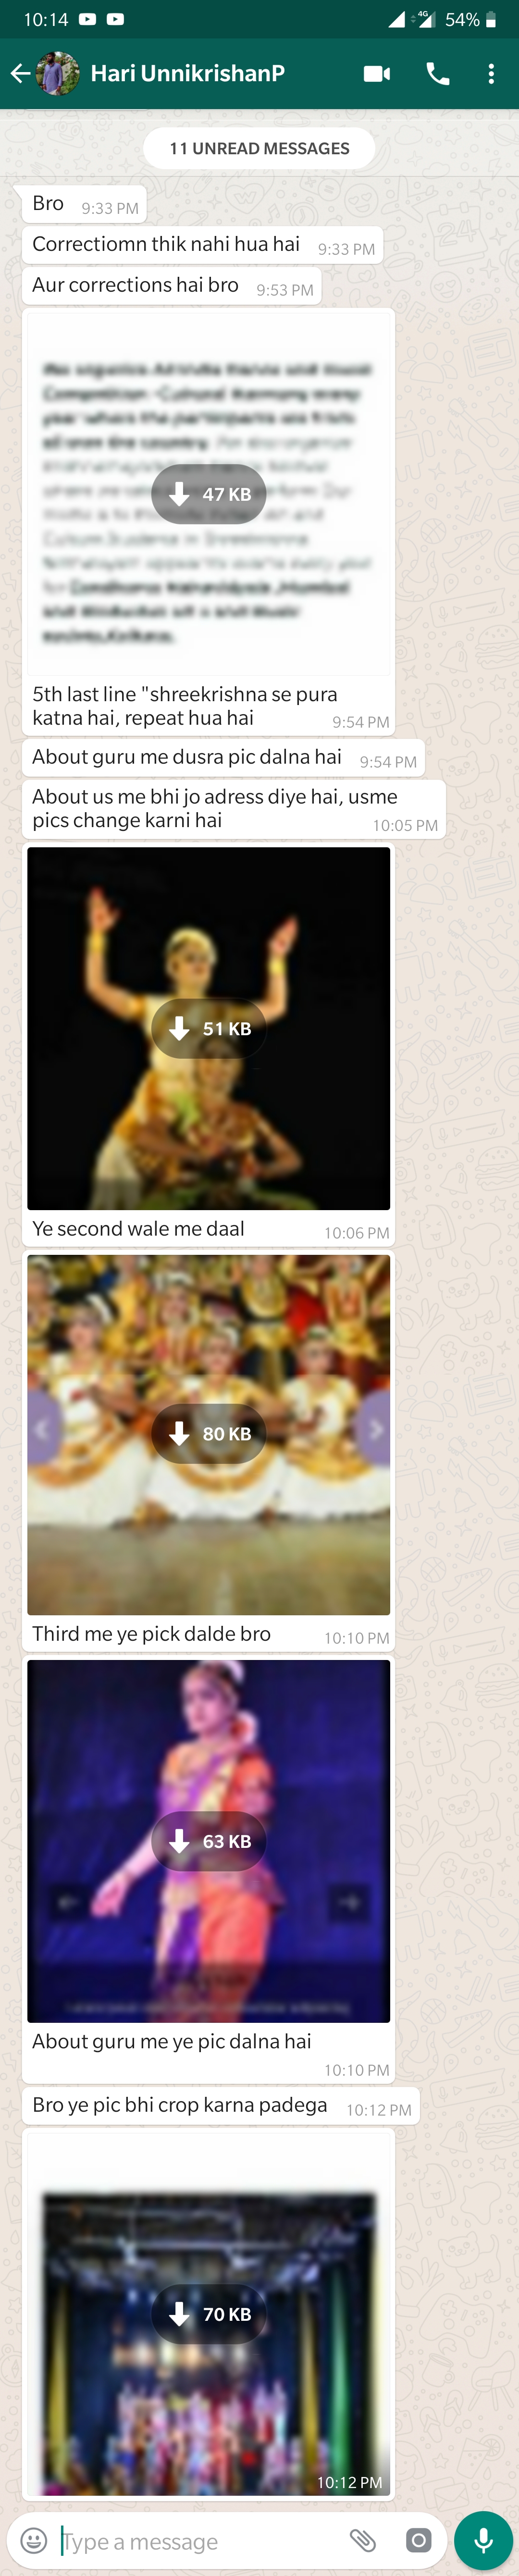 10:14
4G
54%
Hari UnnikrishanP
11 UNREAD MESSAGES
Bro
9:33 PM
Correctiomn thik nahi hua hai
9:33 PM
Aur corrections hai bro
9:53 PM
47 KB
5th last line "shreekrishna se pura
katna hai, repeat hua hai
9:54 PM
About guru me dusra pic dalna hai
9:54 PM
About us me bhi jo adress diye hai, usme
pics change karni hai
10:05 PM
51 KB
Ye second wale me daal
10:06 PM
80 KB
Third me ye pick dalde bro
10:10 PM
63 KB
About guru me ye pic dalna hai
10:10 PM
Bro ye pic bhi crop karna padega
10:12 PM
70 KB
10:12 PM
Type a message